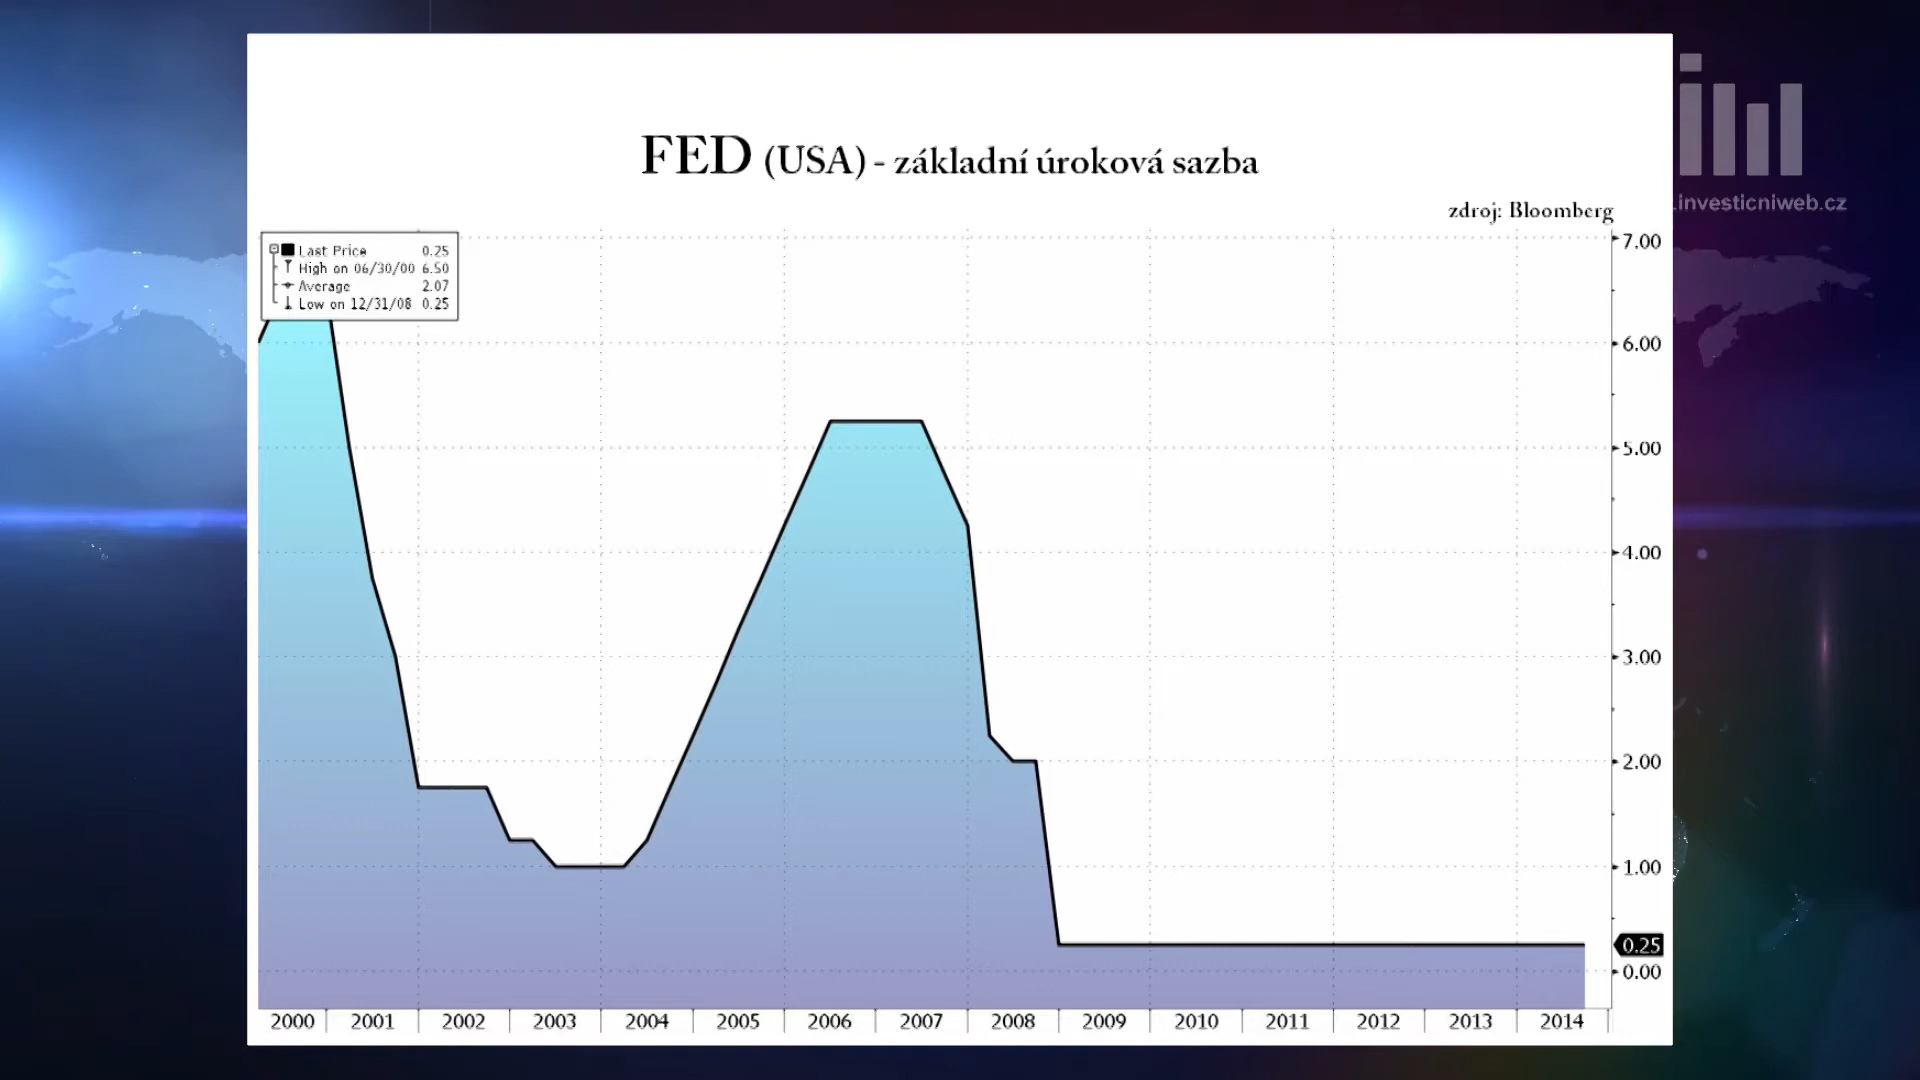 FED (USA) - základní úroková sazba
zdroj: Bloomberg
.investicniweb.cz
Last Price 0.25
High on 06/30/00 6.50
Average 2.07
Low on 12/31/08 0.25
7.00
6.00
5.00
4.00
3.00
2.00
1.00
0.25
0.00
2000 2001 2002 2003 2004 2005 2006 2007 2008 2009 2010 2011 2012 2013 2014